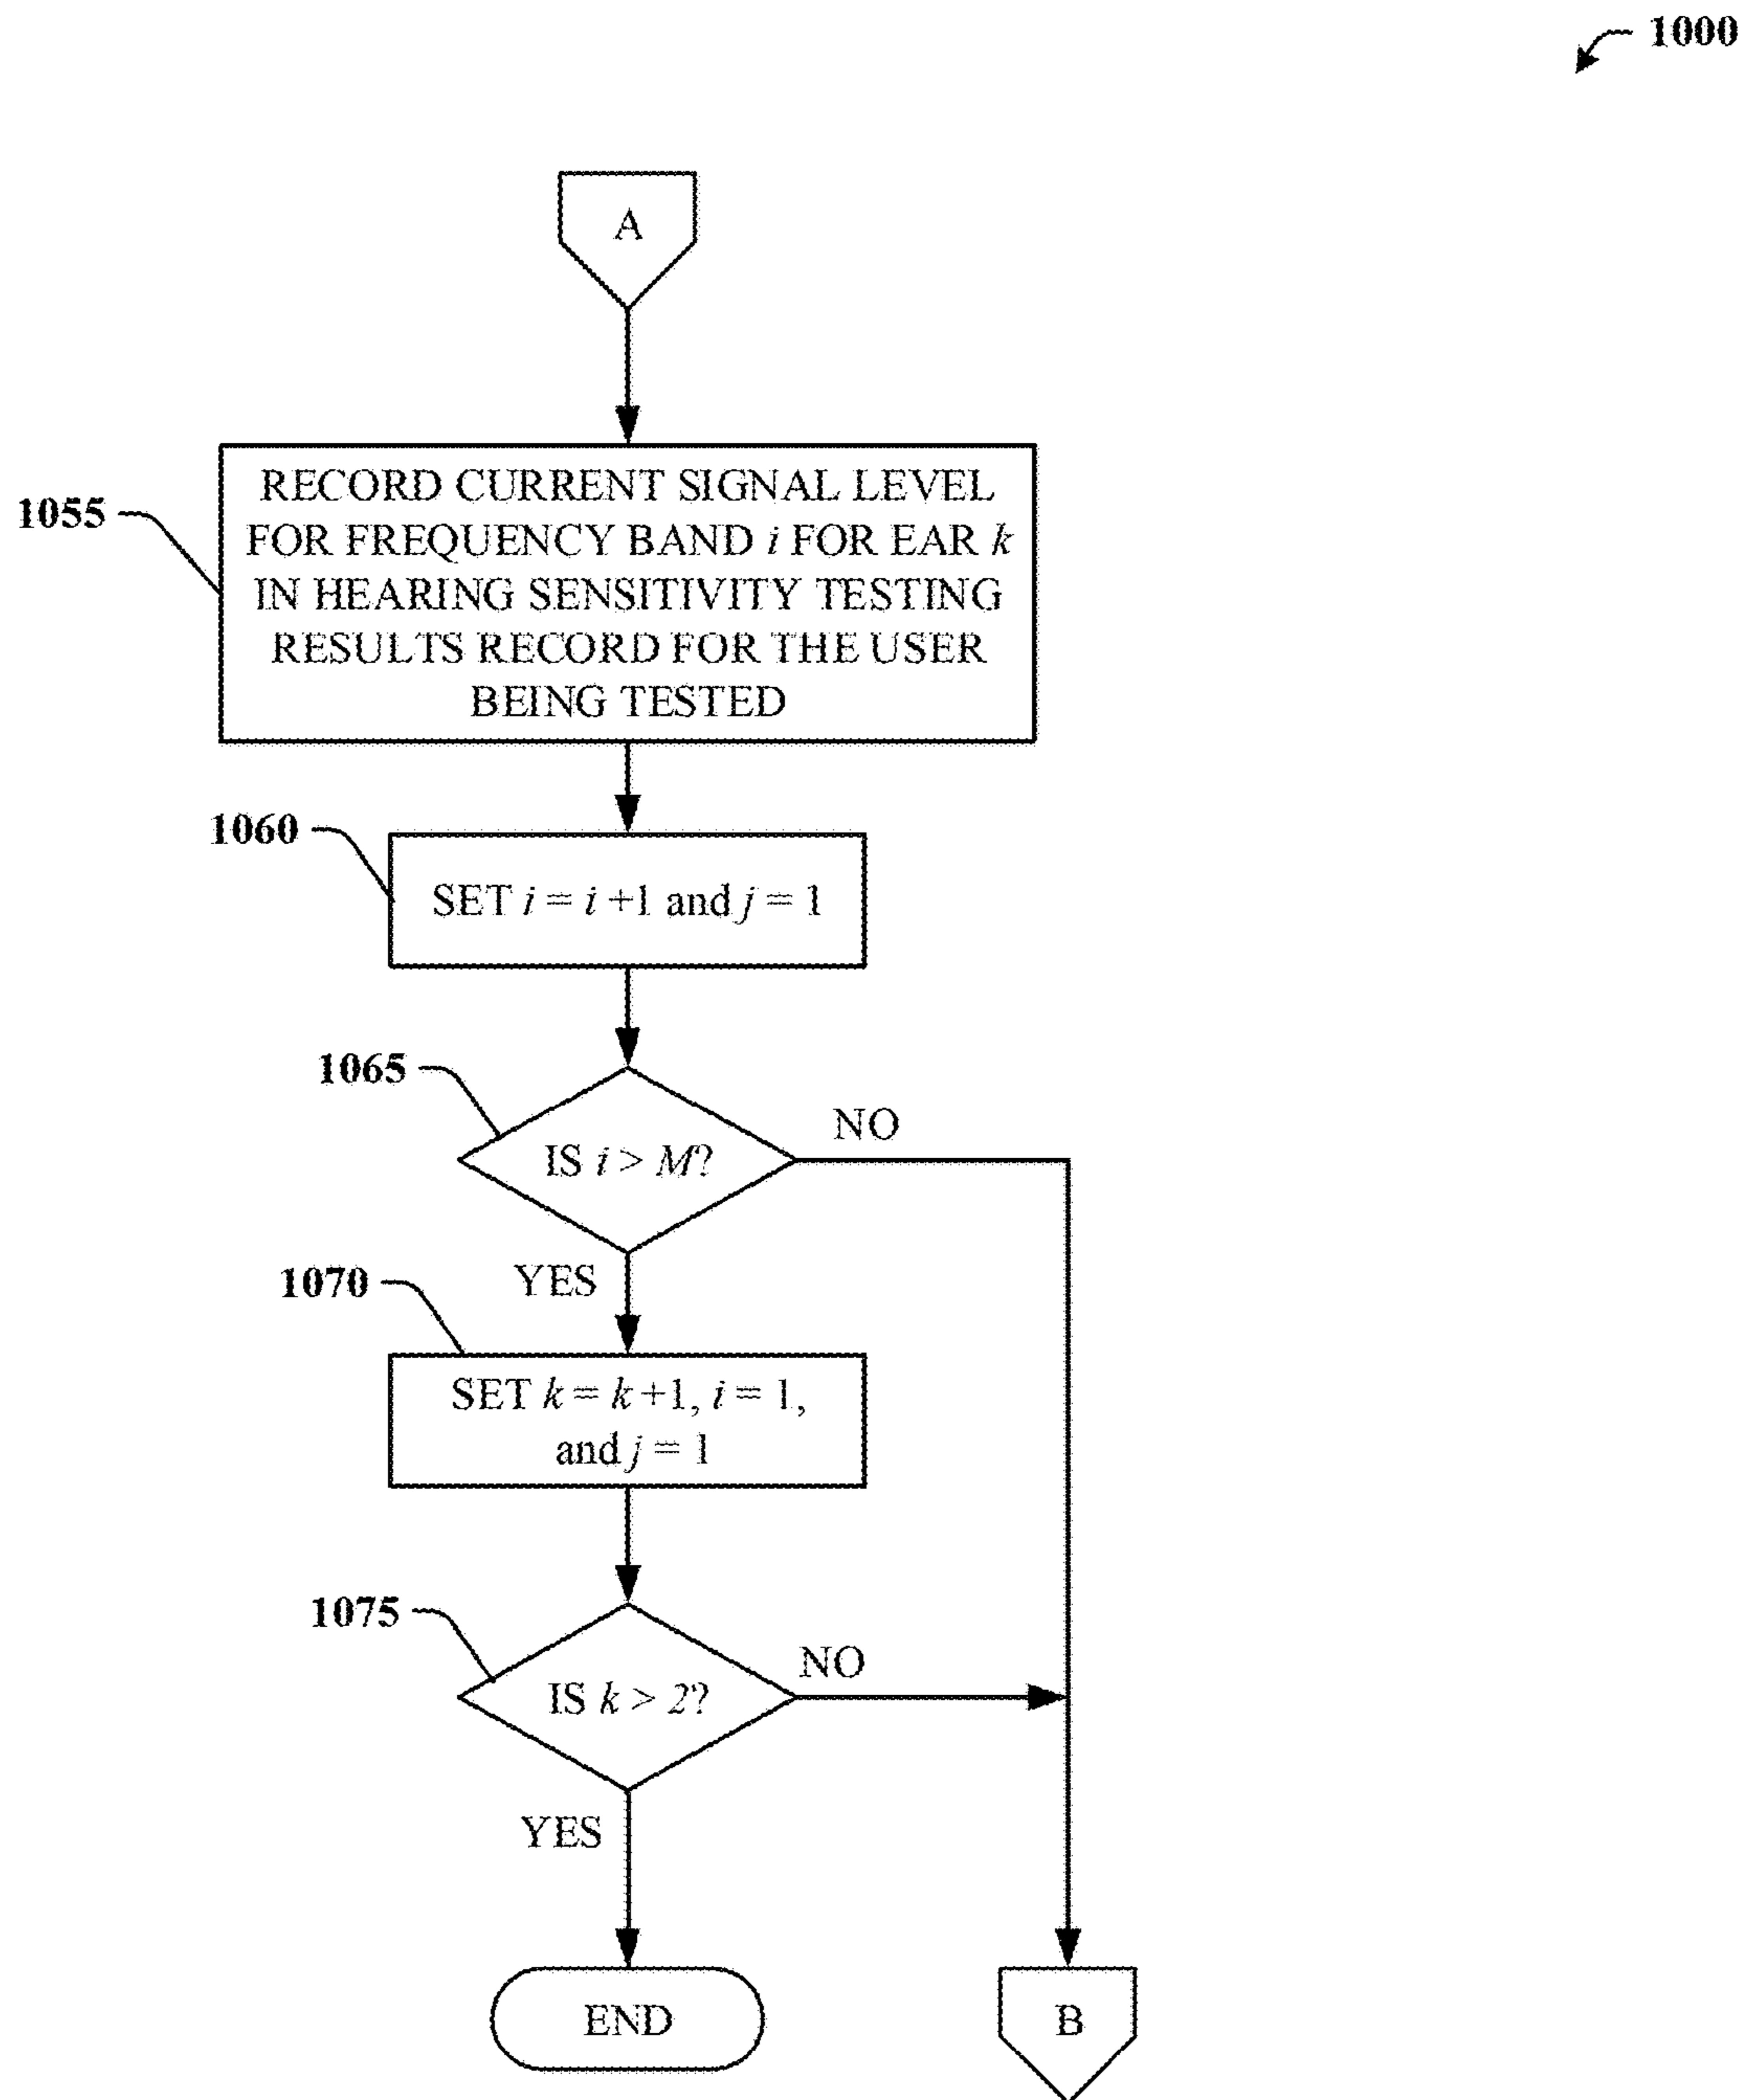 1000
A
1055
RECORD CURRENT SIGNAL LEVEL
FOR FREQUENCY BAND i FOR EAR k
IN HEARING SENSITIVITY TESTING
RESULTS RECORD FOR THE USER
BEING TESTED
1060
SET i = i +1 and j = 1
1065
IS i > M?
NO
YES
1070
SET k = k +1, i = 1,
and j = 1
1075
IS k > 2?
NO
YES
END
B